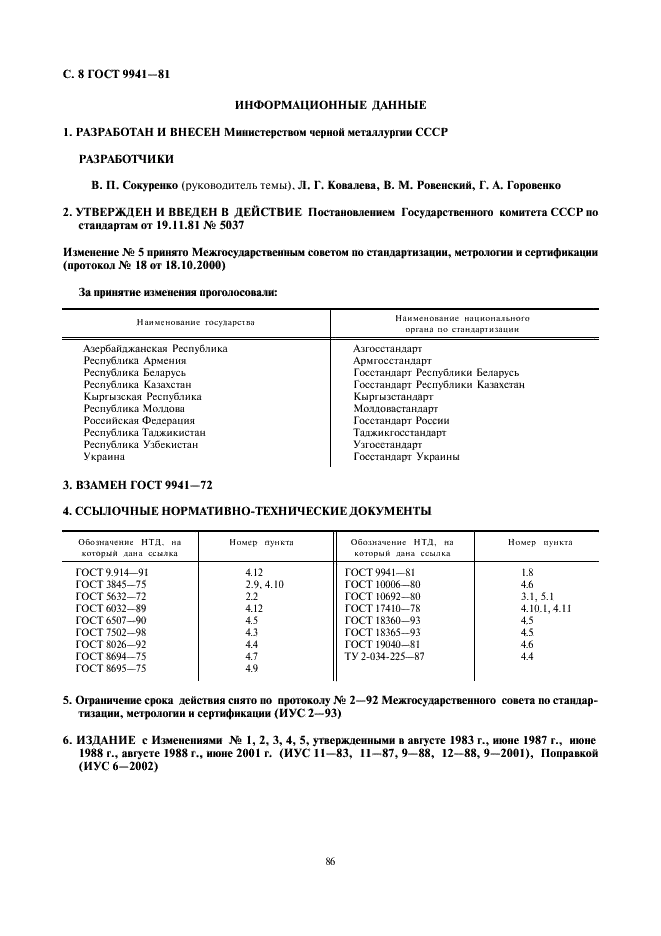 С. 8 ГОСТ 9941—81
ИНФОРМАЦИОННЫЕ ДАННЫЕ
1. РАЗРАБОТАН И ВНЕСЕН Министерством черной металлургии СССР
РАЗРАБОТЧИКИ
В. П. Сокуренко (руководитель темы), Л. Г. Ковалева, В. М. Ровенский, Г. А. Горовенко
2. УТВЕРЖДЕН И ВВЕДЕН В ДЕЙСТВИЕ Постановлением Государственного комитета СССР по
стандартам от 19.11.81 № 5037
Изменение № 5 принято Межгосударственным советом по стандартизации, метрологии и сертификации
(протокол № 18 от 18.10.2000)
За принятие изменения проголосовали:
Наименование государства
Наименование национального
органа по стандартизации
Азербайджанская Республика Азгосстандарт
Республика Армения Армгосстандарт
Республика Беларусь Госстандарт Республики Беларусь
Республика Казахстан Госстандарт Республики Казахстан
Кыргызская Республика Кыргызстандарт
Республика Молдова Молдовастандарт
Российская Федерация Госстандарт России
Республика Таджикистан Таджикгосстандарт
Республика Узбекистан Узгосстандарт
Украина Госстандарт Украины
3. ВЗАМЕН ГОСТ 9941—72
4. ССЫЛОЧНЫЕ НОРМАТИВНО-ТЕХНИЧЕСКИЕ ДОКУМЕНТЫ
Обозначение НТД, на Номер пункта Обозначение НТД, на Номер пункта
который дана ссылка который дана ссылка
ГОСТ 9.914—91 4.12 ГОСТ 9941—81 1.8
ГОСТ 3845—75 2.9, 4.10 ГОСТ 10006—80 4.6
ГОСТ 5632—72 2.2 ГОСТ 10692—80 3.1, 5.1
ГОСТ 6032—89 4.12 ГОСТ 17410—78 4.10.1, 4.11
ГОСТ 6507—90 4.5 ГОСТ 18360—93 4.5
ГОСТ 7502—98 4.3 ГОСТ 18365—93 4.5
ГОСТ 8026—92 4.4 ГОСТ 19040—81 4.6
ГОСТ 8694—75 4.7 ТУ 2-034-225—87 4.4
ГОСТ 8695—75 4.9
5. Ограничение срока действия снято по протоколу № 2—92 Межгосударственного совета по стандар-
тизации, метрологии и сертификации (ИУС 2—93)
6. ИЗДАНИЕ с Изменениями № 1, 2, 3, 4, 5, утвержденными в августе 1983 г., июне 1987 г., июне
1988 г., августе 1988 г., июне 2001 г. (ИУС 11—83, 11—87, 9—88, 12—88, 9—2001), Поправкой
(ИУС 6—2002)
86